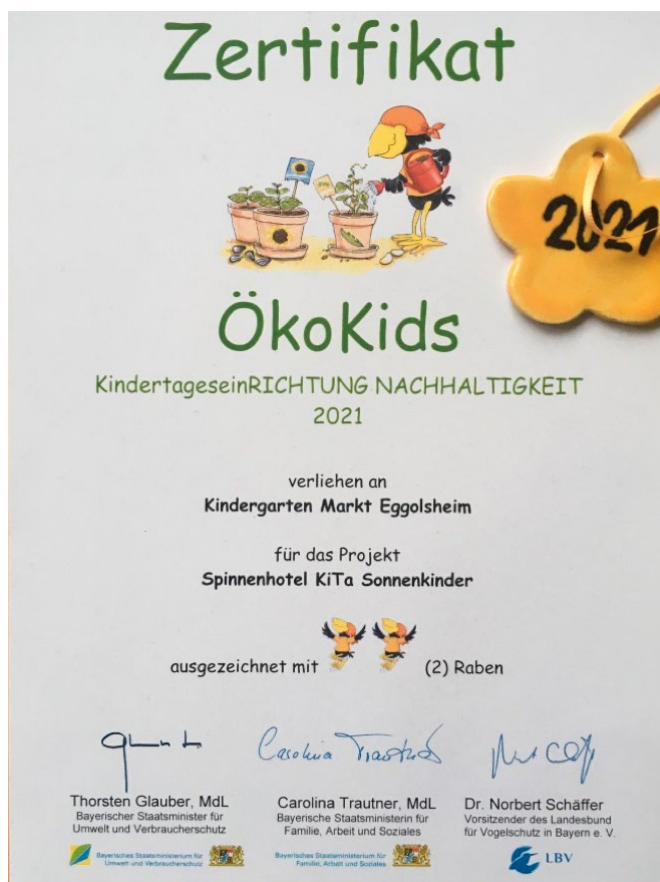 Zertifikat
2021
ÖkoKids
KindertageseinRICHTUNG NACHHALTIGKEIT
2021
verliehen an
Kindergarten Markt Eggolsheim
für das Projekt
Spinnenhotel KiTa Sonnenkinder
ausgezeichnet mit (2) Raben
Carolina Trautner
Thorsten Glauber, MdL
Bayerischer Staatsminister für
Umwelt und Verbraucherschutz
Carolina Trautner, MdL
Bayerische Staatsministerin für
Familie, Arbeit und Soziales
Dr. Norbert Schäffer
Vorsitzender des Landesbund
für Vogelschutz in Bayern e. V.
Bayerisches Staatsministerium für
Umwelt und Verbraucherschutz
Bayerisches Staatsministerium für
Familie, Arbeit und Soziales
LBV